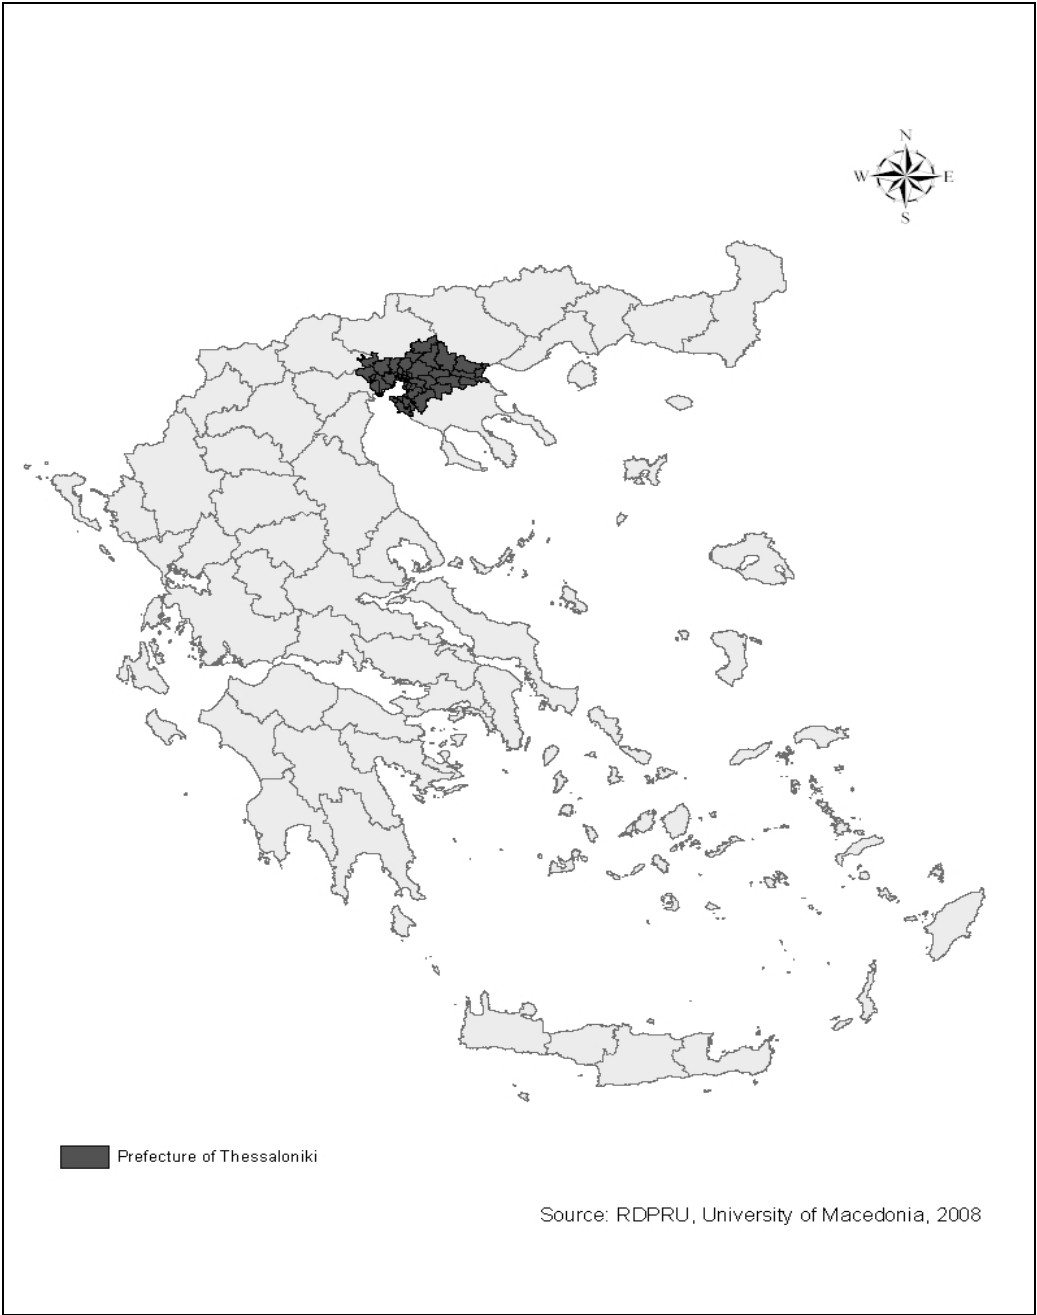 N
W E
S
Prefecture of Thessaloniki
Source: RDPRU, University of Macedonia, 2008